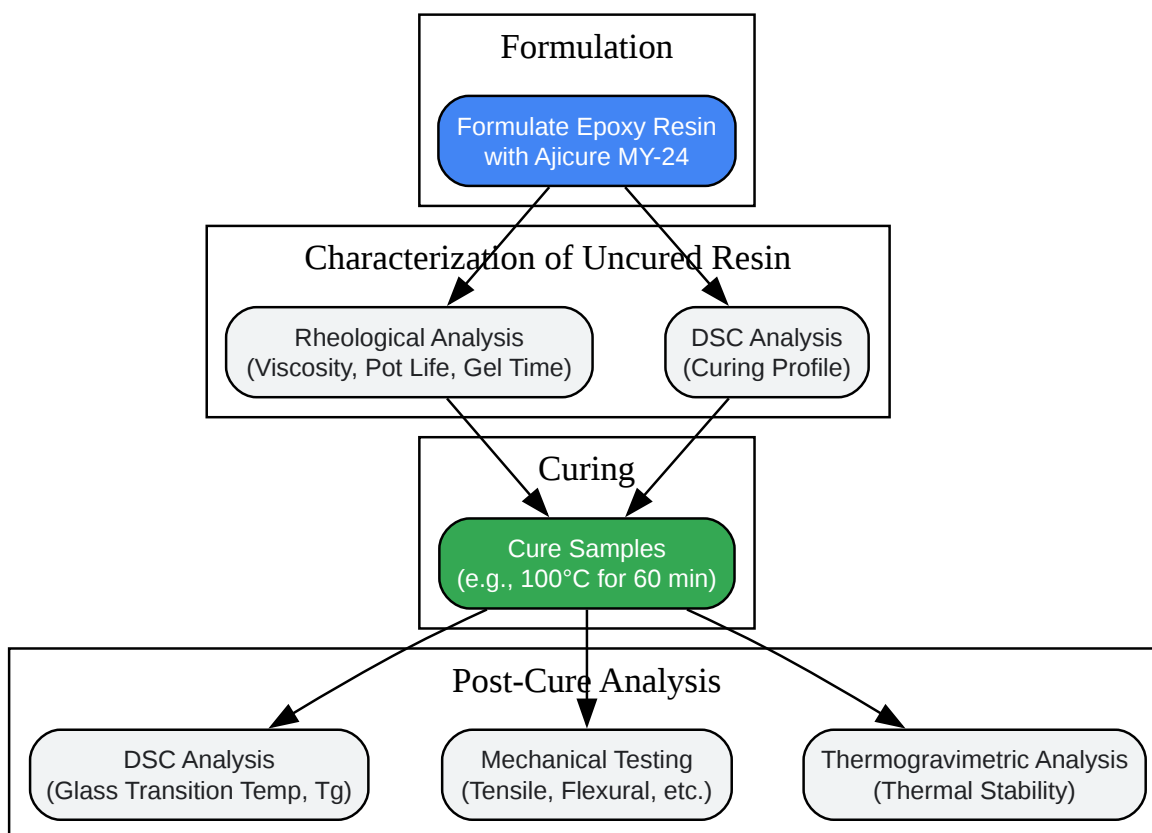 Formulation
Formulate Epoxy Resin
with Ajicure MY-24
Characterization of Uncured Resin
Rheological Analysis
(Viscosity, Pot Life, Gel Time)
DSC Analysis
(Curing Profile)
Curing
Cure Samples
(e.g., 100°C for 60 min)
Post-Cure Analysis
DSC Analysis
(Glass Transition Temp, Tg)
Mechanical Testing
(Tensile, Flexural, etc.)
Thermogravimetric Analysis
(Thermal Stability)